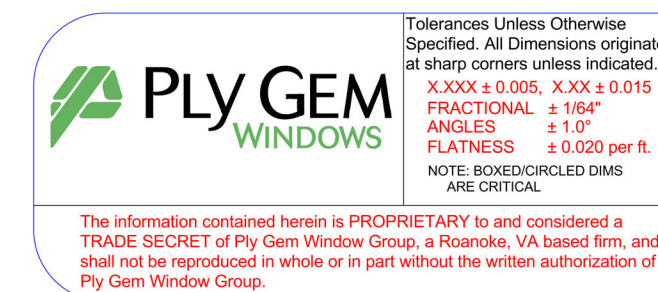 PLY GEM
WINDOWS
Tolerances Unless Otherwise
Specified. All Dimensions originate
at sharp corners unless indicated.
X.XXX ± 0.005, X.XX ± 0.015
FRACTIONAL ± 1/64"
ANGLES ± 1.0°
FLATNESS ± 0.020 per ft.
NOTE: BOXED/CIRCLED DIMS
ARE CRITICAL
The information contained herein is PROPRIETARY to and considered a
TRADE SECRET of Ply Gem Window Group, a Roanoke, VA based firm, and
shall not be reproduced in whole or in part without the written authorization of
Ply Gem Window Group.